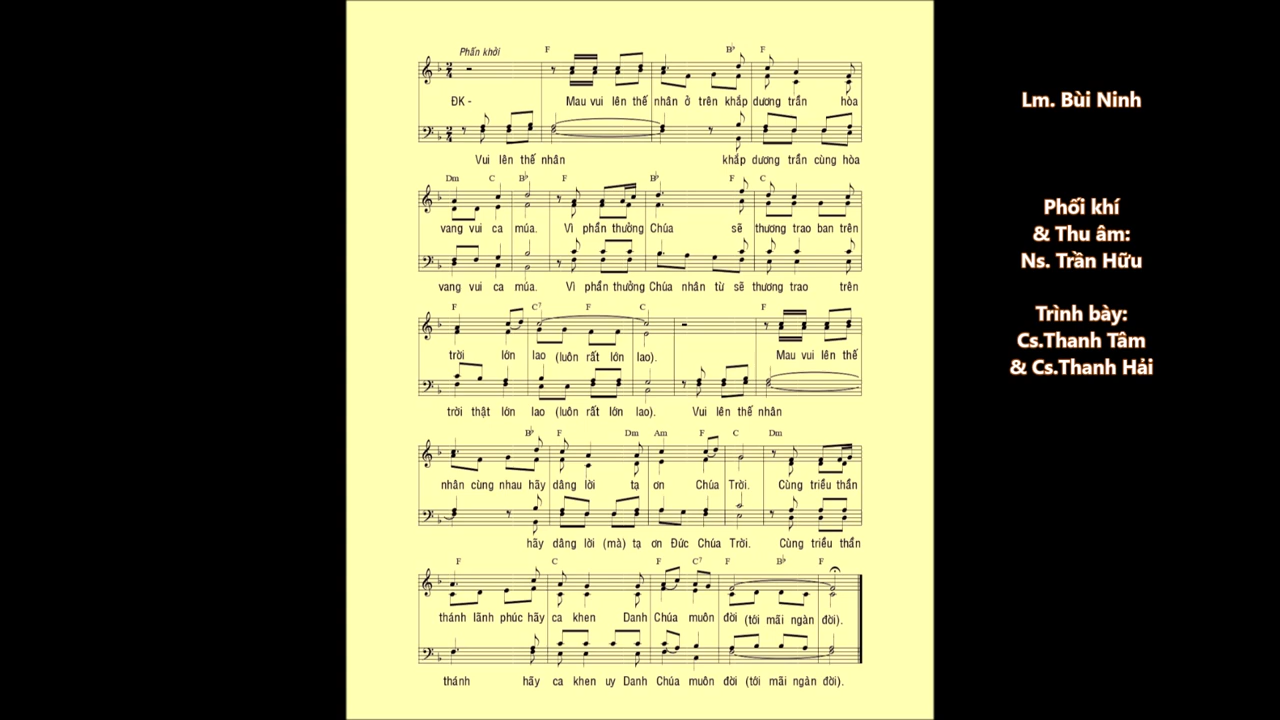 Phấn khởi
F B♭ F
ĐK - Mau vui lên thế nhân ở trên khắp dương trần hòa
Vui lên thế nhân khắp dương trần cùng hòa
Dm C B♭ F B♭ F C
vang vui ca múa. Vì phần thưởng Chúa sẽ thương trao ban trên
vang vui ca múa. Vì phần thưởng Chúa nhân từ sẽ thương trao trên
F C7 F C F
trời lớn lao (luôn rất lớn lao). Mau vui lên thế
trời thật lớn lao (luôn rất lớn lao). Vui lên thế nhân
B♭ F Dm Am F C Dm
nhân cùng nhau hãy dâng lời tạ ơn Chúa Trời. Cùng triều thần
hãy dâng lời (mà) tạ ơn Đức Chúa Trời. Cùng triều thần
F C F C7 F B♭ F
thánh lãnh phúc hãy ca khen Danh Chúa muôn đời (tới mãi ngàn đời).
thánh hãy ca khen uy Danh Chúa muôn đời (tới mãi ngàn đời).
Lm. Bùi Ninh
Phối khí
& Thu âm:
Ns. Trần Hữu
Trình bày:
Cs.Thanh Tâm
& Cs.Thanh Hải